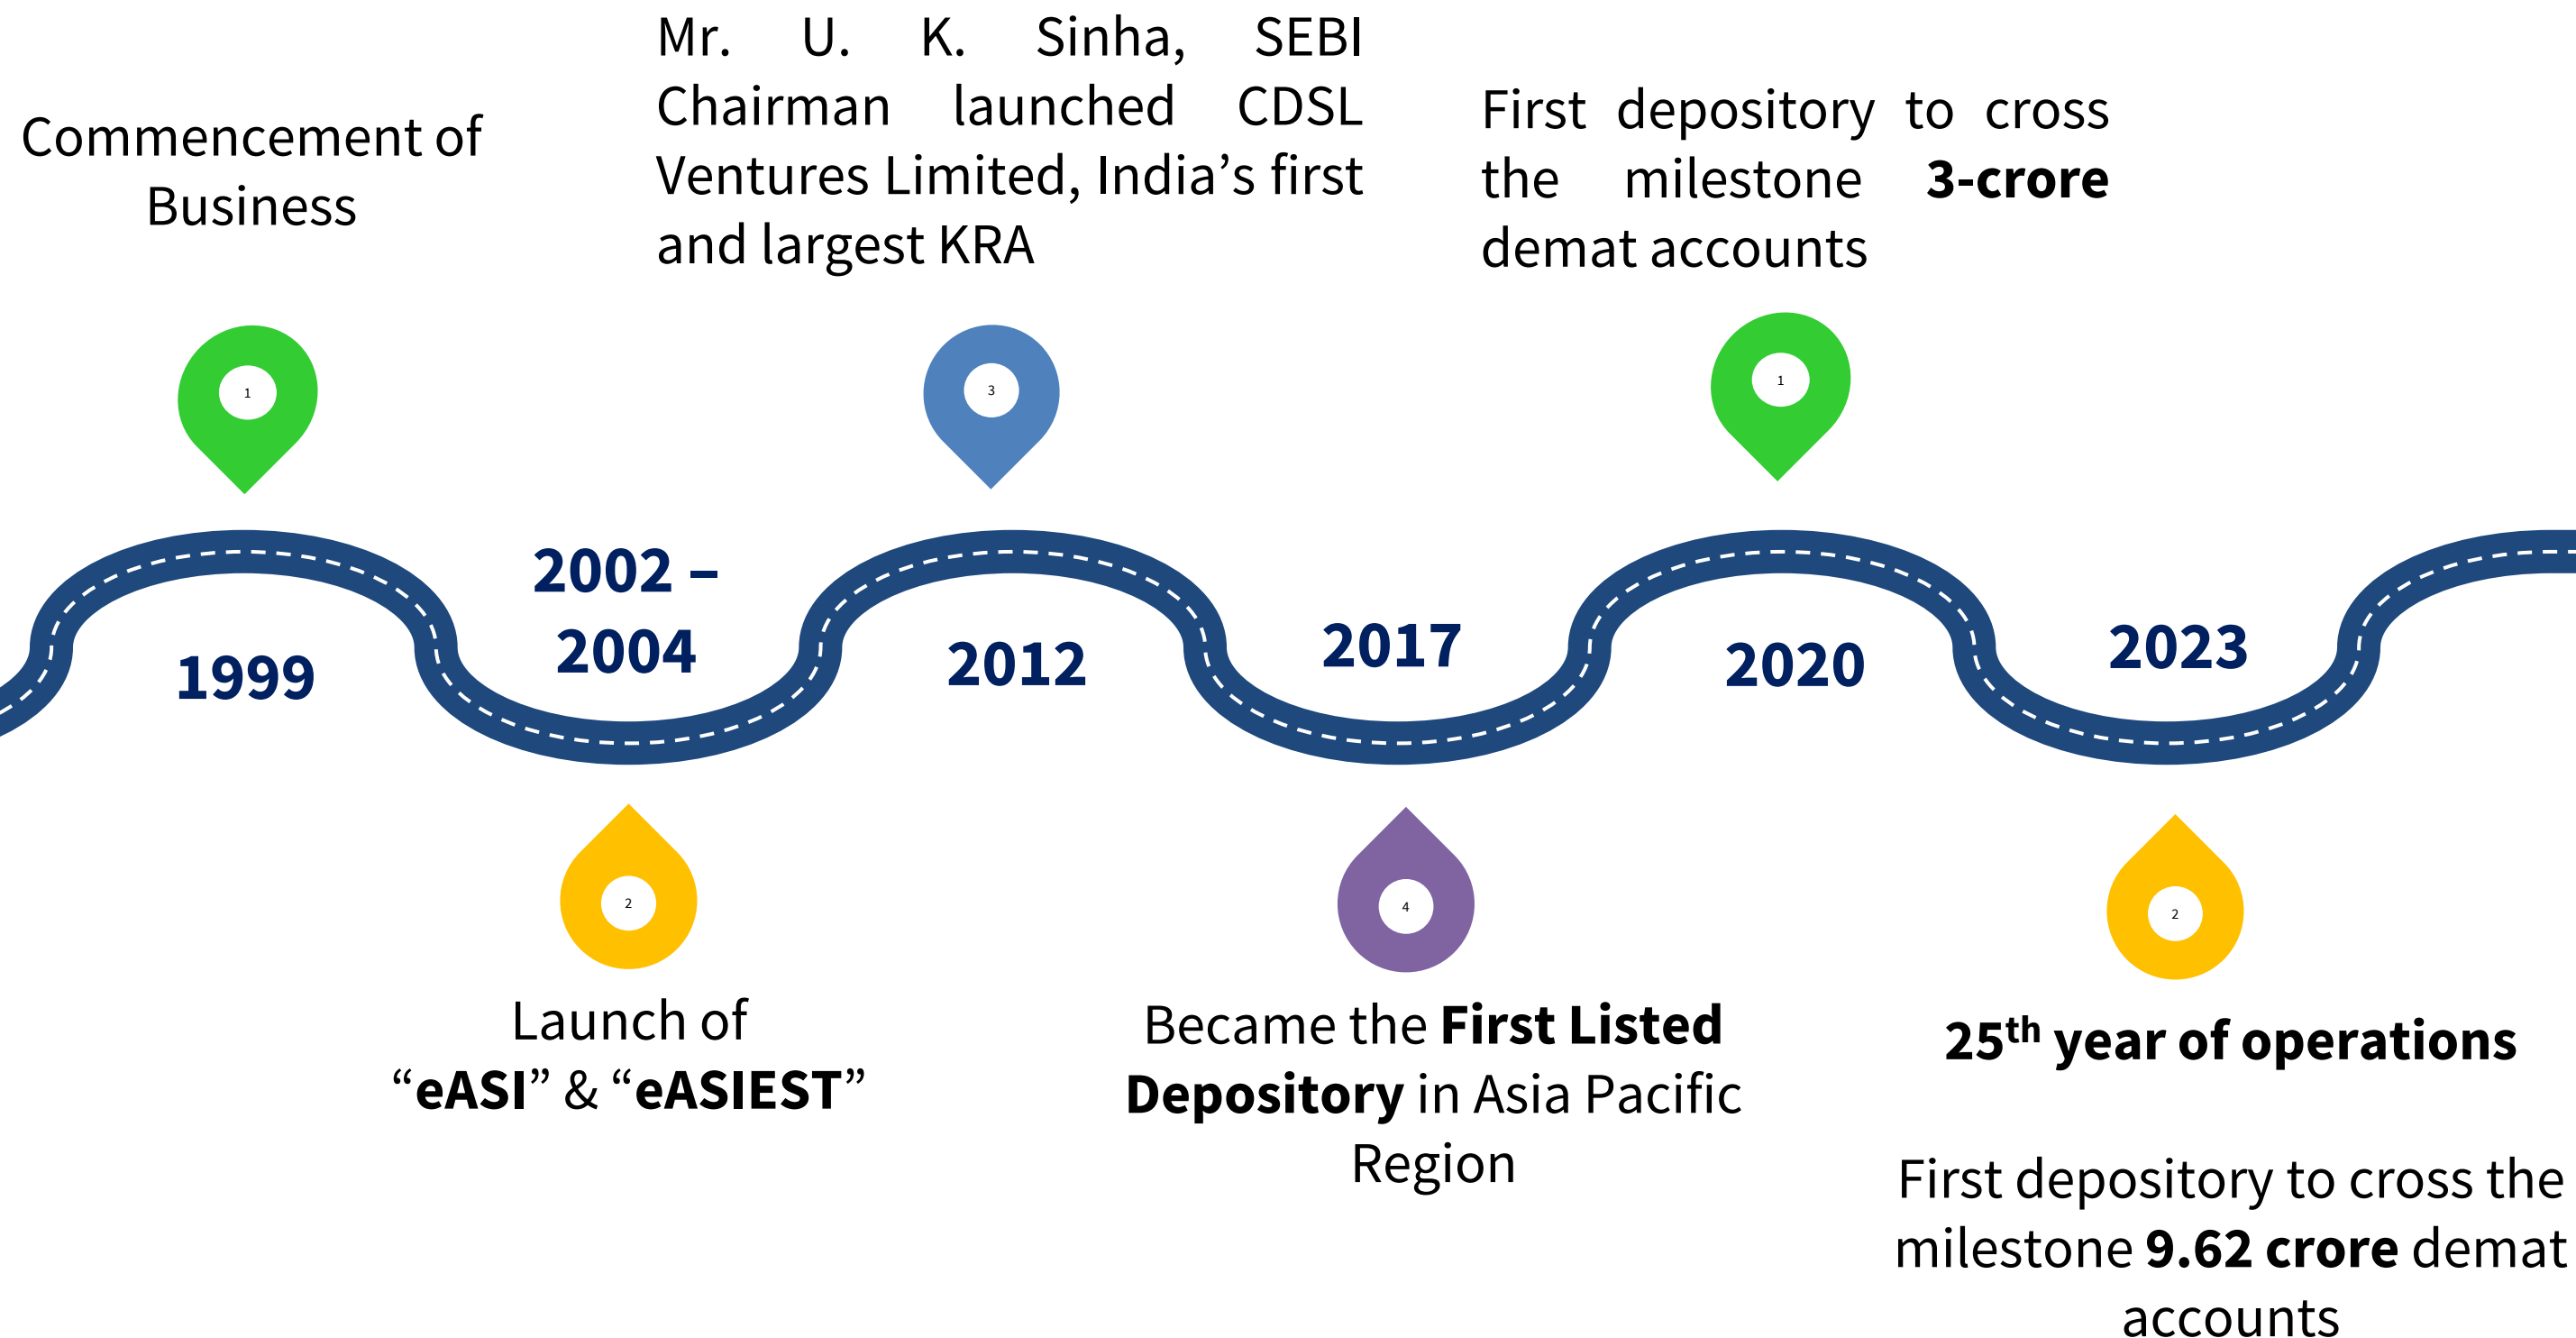 Commencement of
Business
1
1999
2002 –
2004
2
Launch of
“eASI” & “eASIEST”
Mr. U. K. Sinha, SEBI
Chairman launched CDSL
Ventures Limited, India’s first
and largest KRA
3
2012
2017
4
Became the First Listed
Depository in Asia Pacific
Region
First depository to cross
the milestone 3-crore
demat accounts
1
2020
2023
2
25th year of operations
First depository to cross the
milestone 9.62 crore demat
accounts